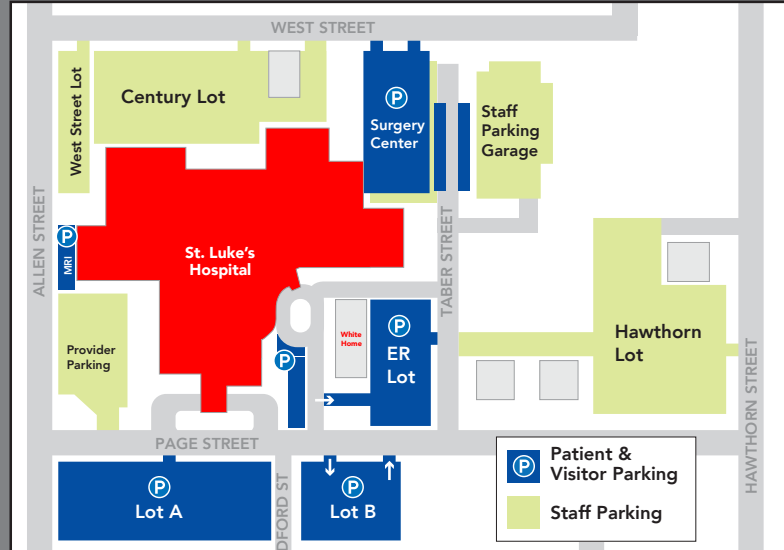 WEST STREET
West Street Lot
Century Lot
P
Surgery
Center
Staff
Parking
Garage
ALLEN STREET
P
MRI
St. Luke's
Hospital
TABER STREET
Provider
Parking
P
White
Home
P
ER
Lot
Hawthorn
Lot
HAWTHORN STREET
PAGE STREET
P
Lot A
DFORD ST
P
Lot B
P
Patient &
Visitor Parking
Staff Parking